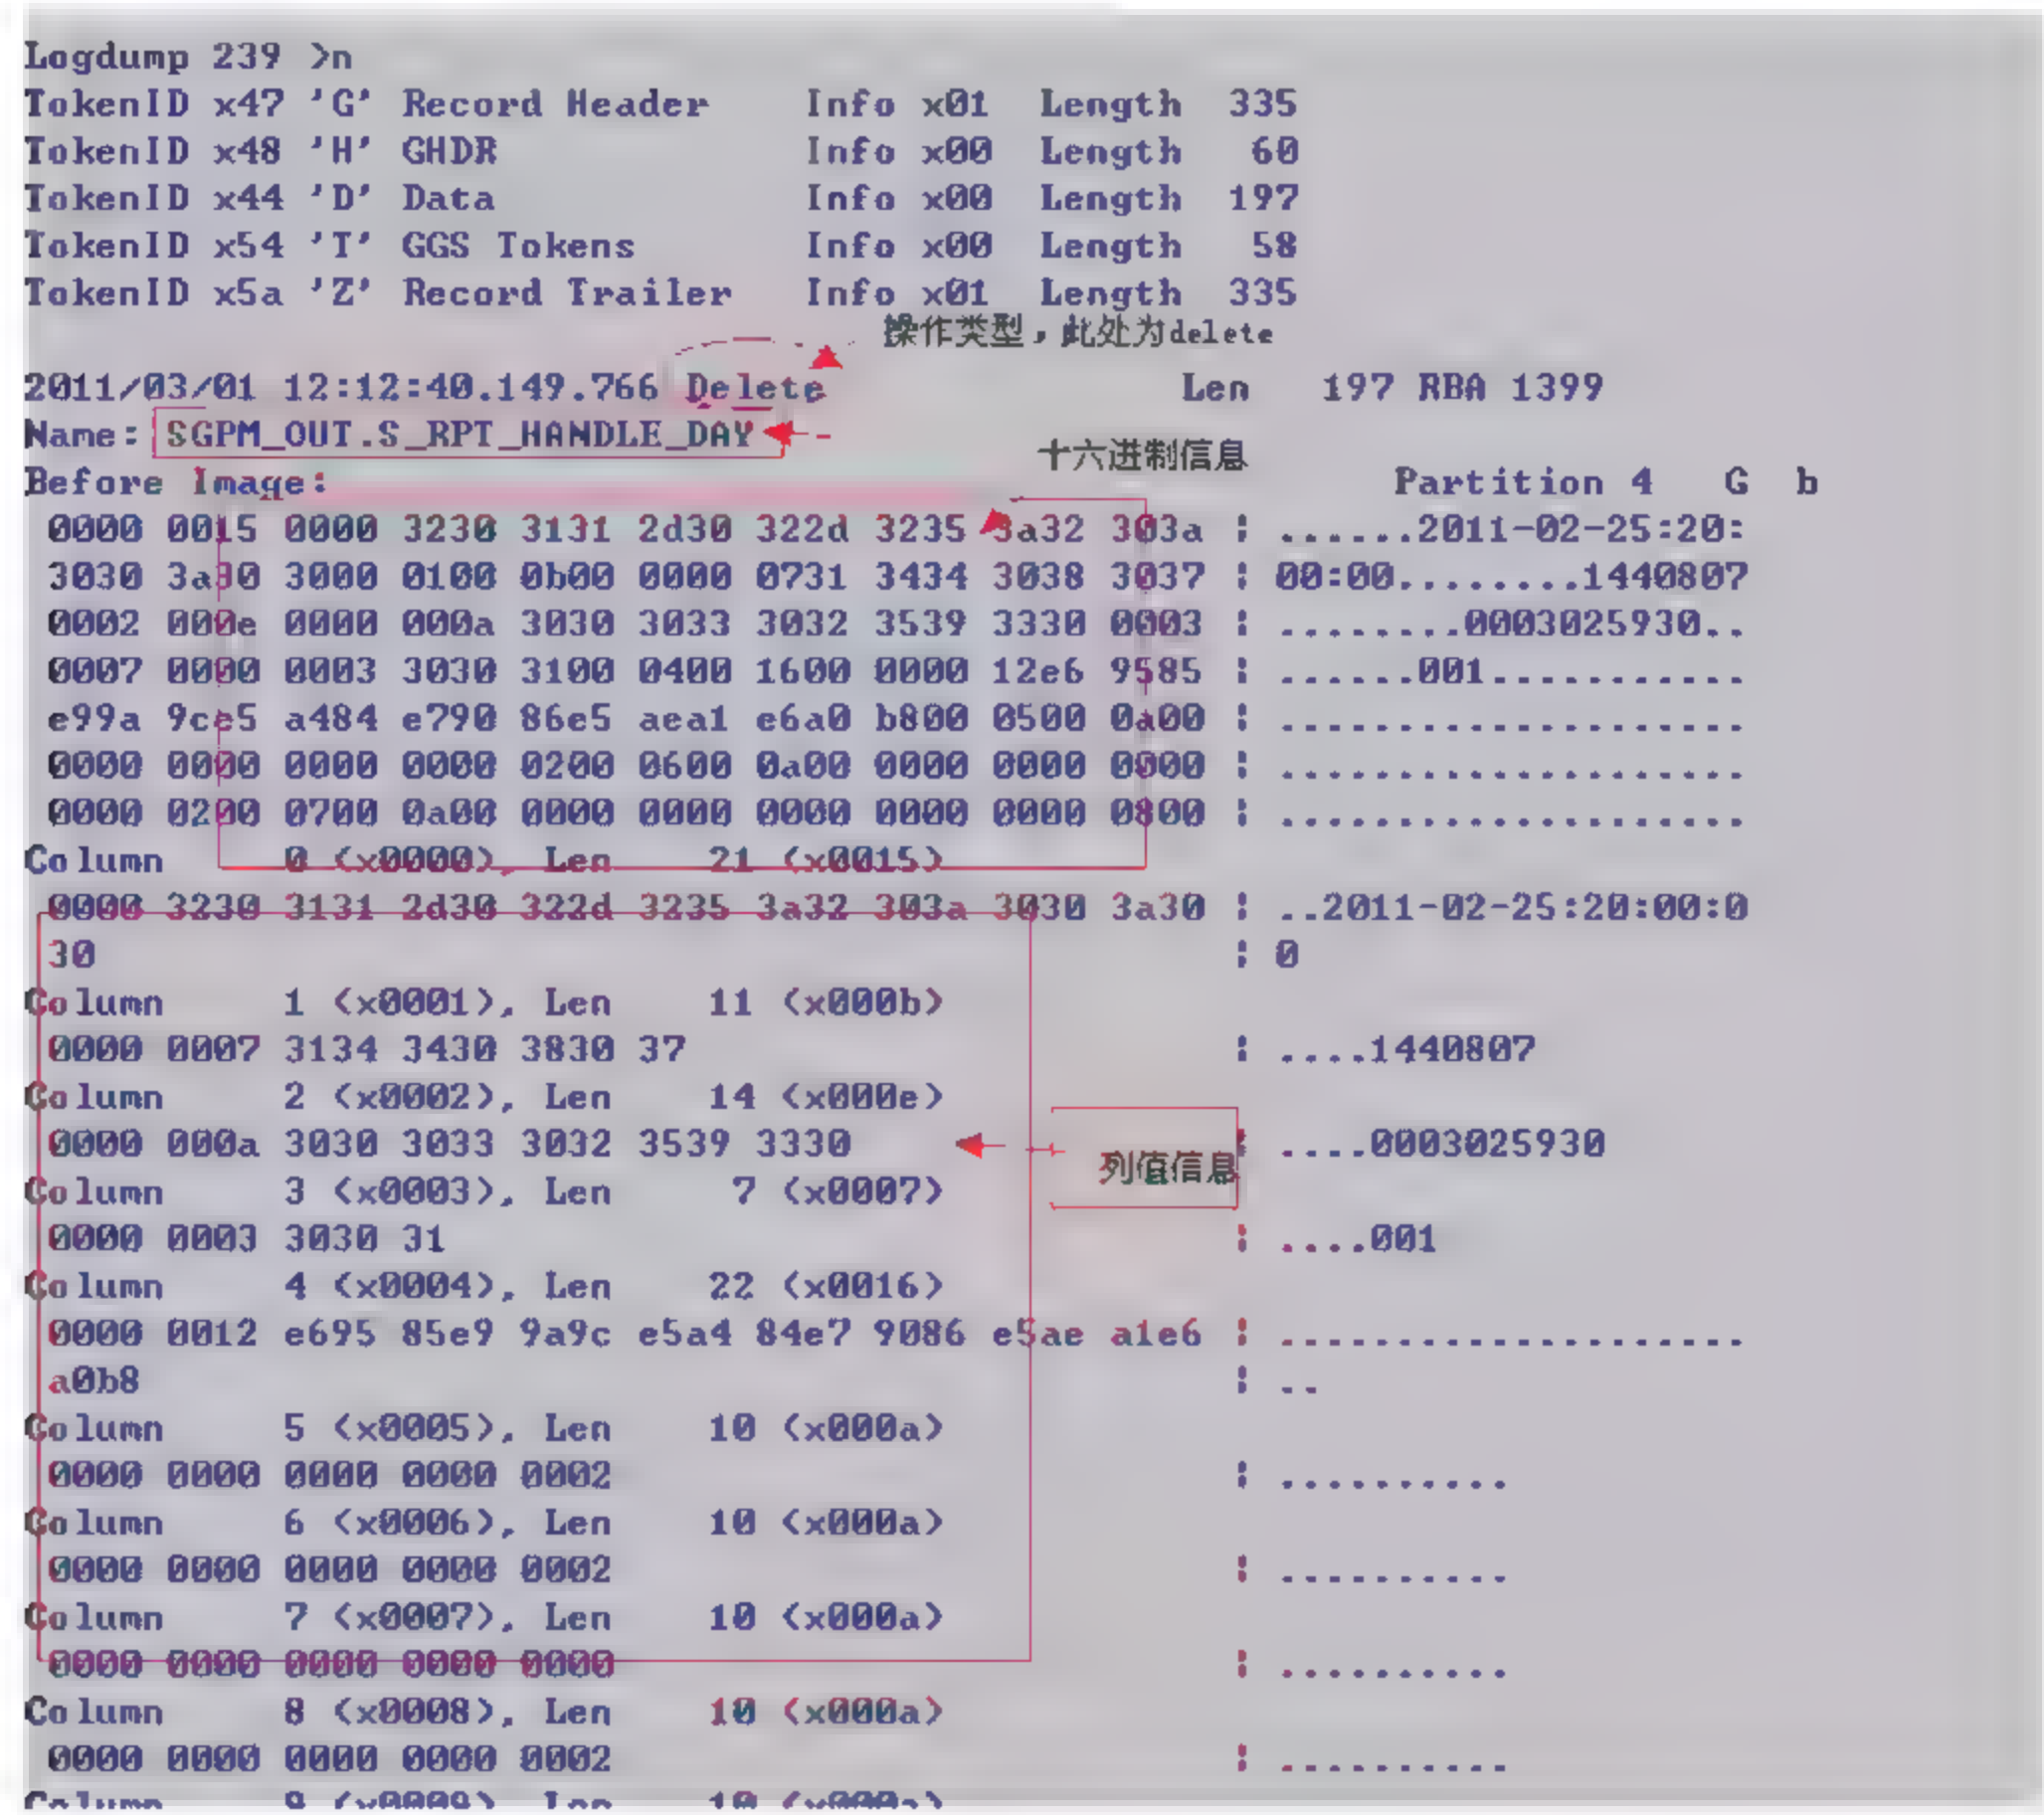 Logdump 239 >n
TokenID x47 'G' Record Header Info x01 Length 335
TokenID x48 'H' GHDR Info x00 Length 60
TokenID x44 'D' Data Info x00 Length 197
TokenID x54 'T' GGS Tokens Info x00 Length 58
TokenID x5a 'Z' Record Trailer Info x01 Length 335
操作类型，此处为delete
2011/03/01 12:12:40.149.766 Delete Len 197 RBA 1399
Name: SGPM_OUT.S_RPT_HANDLE_DAY
十六进制信息
Before Image: Partition 4 G b
0000 0015 0000 3230 3131 2d30 322d 3235 3a32 303a : ......2011-02-25:20:
3030 3a30 3000 0100 0b00 0000 0731 3434 3038 3037 : 00:00........1440807
0002 000e 0000 000a 3030 3033 3032 3539 3330 0003 : ........0003025930..
0007 0000 0003 3030 3100 0400 1600 0000 12e6 9585 : ......001...........
e99a 9ce5 a484 e790 86e5 aea1 e6a0 b800 0500 0a00 : ....................
0000 0000 0000 0000 0200 0600 0a00 0000 0000 0000 : ....................
0000 0200 0700 0a00 0000 0000 0000 0000 0000 0800 : ....................
Column 0 (x0000), Len 21 (x0015)
0000 3230 3131 2d30 322d 3235 3a32 303a 3030 3a30 : ..2011-02-25:20:00:0
30 : 0
Column 1 (x0001), Len 11 (x000b)
0000 0007 3134 3430 3830 37 : ....1440807
Column 2 (x0002), Len 14 (x000e)
0000 000a 3030 3033 3032 3539 3330 : ....0003025930
列值信息
Column 3 (x0003), Len 7 (x0007)
0000 0003 3030 31 : ....001
Column 4 (x0004), Len 22 (x0016)
0000 0012 e695 85e9 9a9c e5a4 84e7 9086 e5ae a1e6 : ....................
a0b8 : ..
Column 5 (x0005), Len 10 (x000a)
0000 0000 0000 0000 0002 : ..........
Column 6 (x0006), Len 10 (x000a)
0000 0000 0000 0000 0002 : ..........
Column 7 (x0007), Len 10 (x000a)
0000 0000 0000 0000 0000 : ..........
Column 8 (x0008), Len 10 (x000a)
0000 0000 0000 0000 0002 : ..........